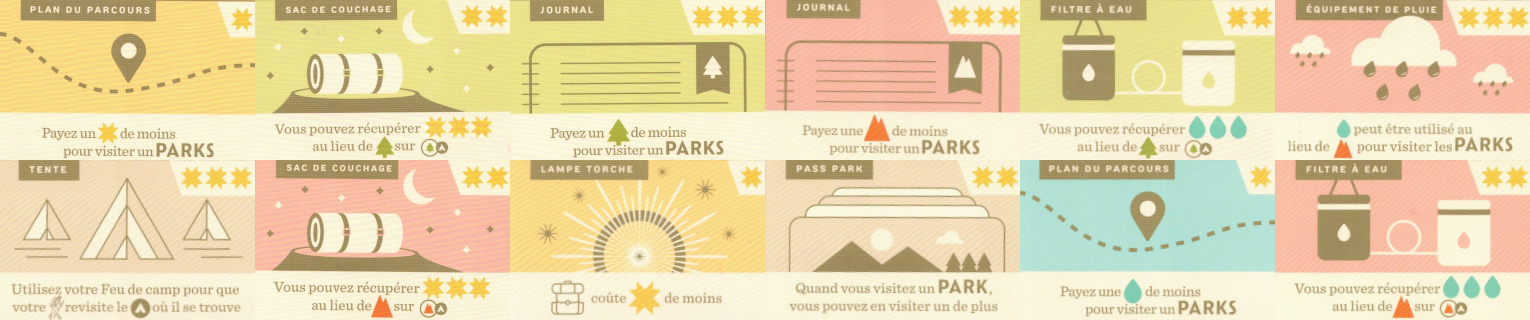 PLAN DU PARCOURS
Payez un de moins
pour visiter un PARKS
SAC DE COUCHAGE
Vous pouvez récupérer
au lieu de sur
JOURNAL
Payez un de moins
pour visiter un PARKS
JOURNAL
Payez une de moins
pour visiter un PARKS
FILTRE À EAU
Vous pouvez récupérer
au lieu de sur
ÉQUIPEMENT DE PLUIE
peut être utilisé au
lieu de pour visiter les PARKS
TENTE
Utilisez votre Feu de camp pour que
votre revisite le où il se trouve
SAC DE COUCHAGE
Vous pouvez récupérer
au lieu de sur
LAMPE TORCHE
coûte de moins
PASS PARK
Quand vous visitez un PARK,
vous pouvez en visiter un de plus
PLAN DU PARCOURS
Payez une de moins
pour visiter un PARKS
FILTRE À EAU
Vous pouvez récupérer
au lieu de sur